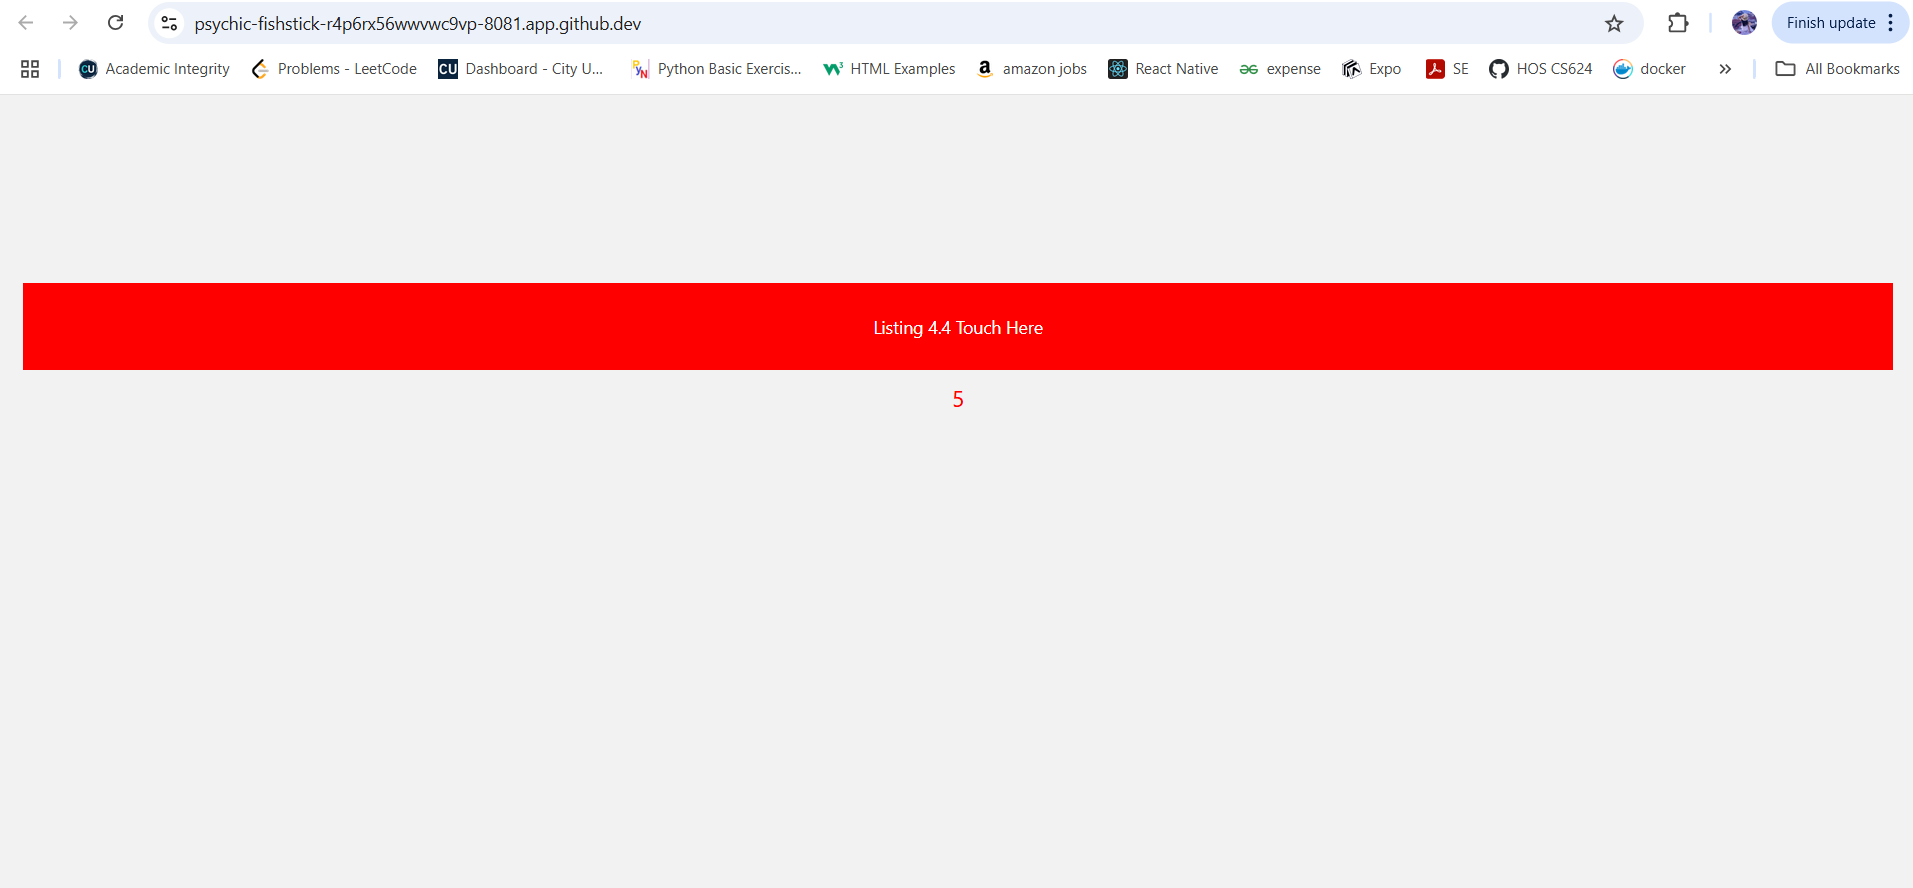 psychic-fishstick-r4p6rx56wwvwc9vp-8081.app.github.dev
Finish update
CU Academic Integrity
Problems - LeetCode
CU Dashboard - City U...
Python Basic Exercis...
HTML Examples
amazon jobs
React Native
expense
Expo
SE
HOS CS624
docker
All Bookmarks
Listing 4.4 Touch Here
5